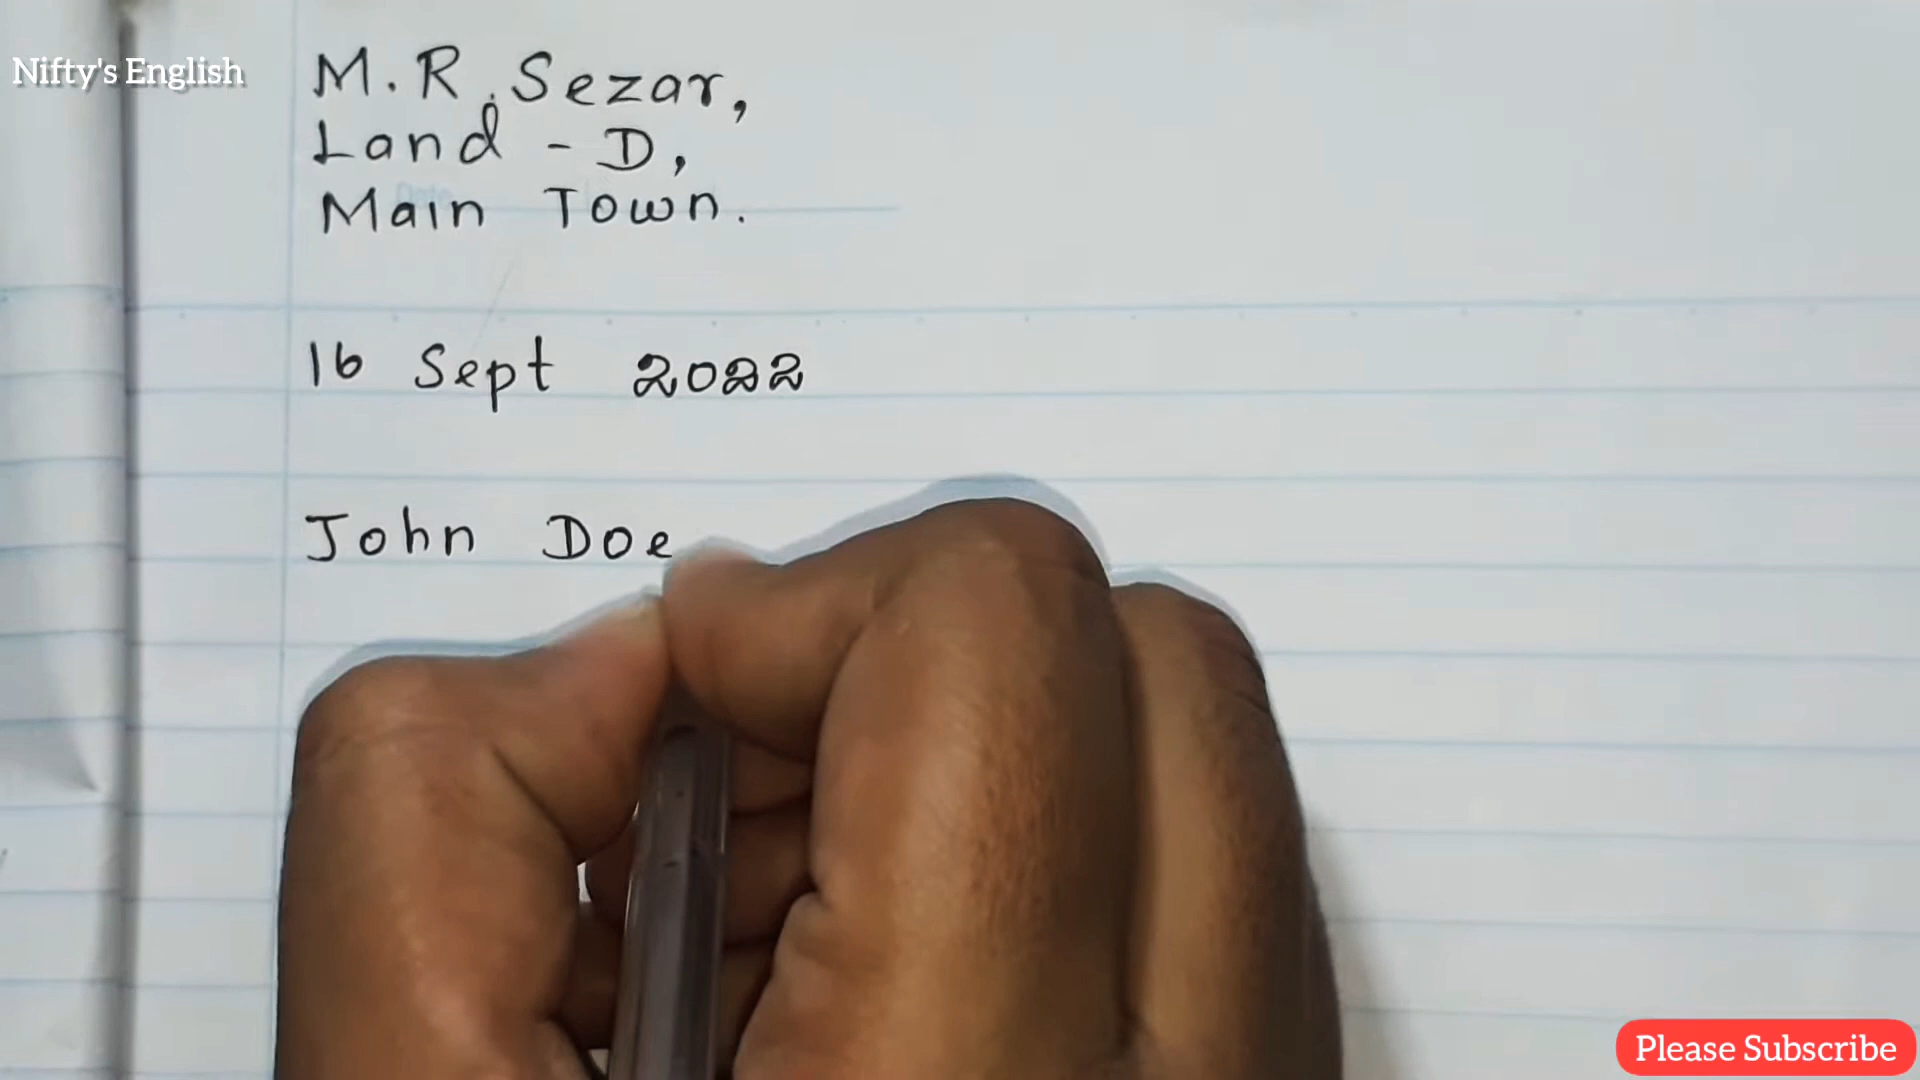 Nifty's English
M.R. Sezar,
Land - D,
Main Town.
16 Sept 2022
John Doe
Please Subscribe